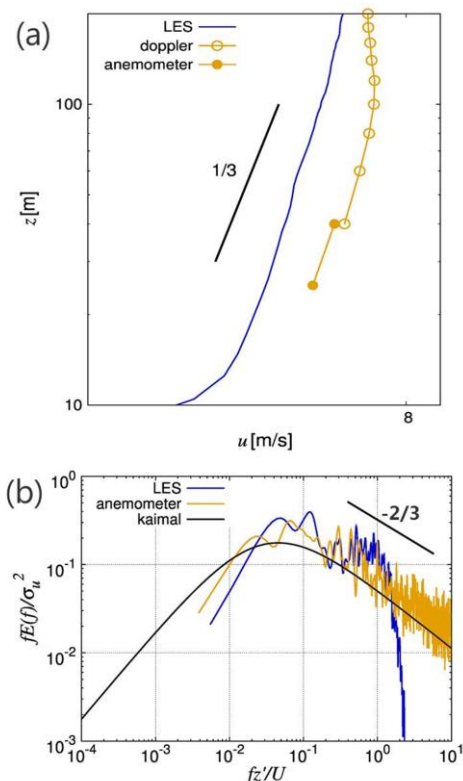 (a)
LES
doppler
anemometer
100
1/3
z[m]
10
8
u[m/s]
(b)
10^0
LES
anemometer
kaimal
-2/3
10^-1
fE(f)/σ_u^2
10^-2
10^-3
10^-4 10^-3 10^-2 10^-1 10^0 10^1
fz'/U